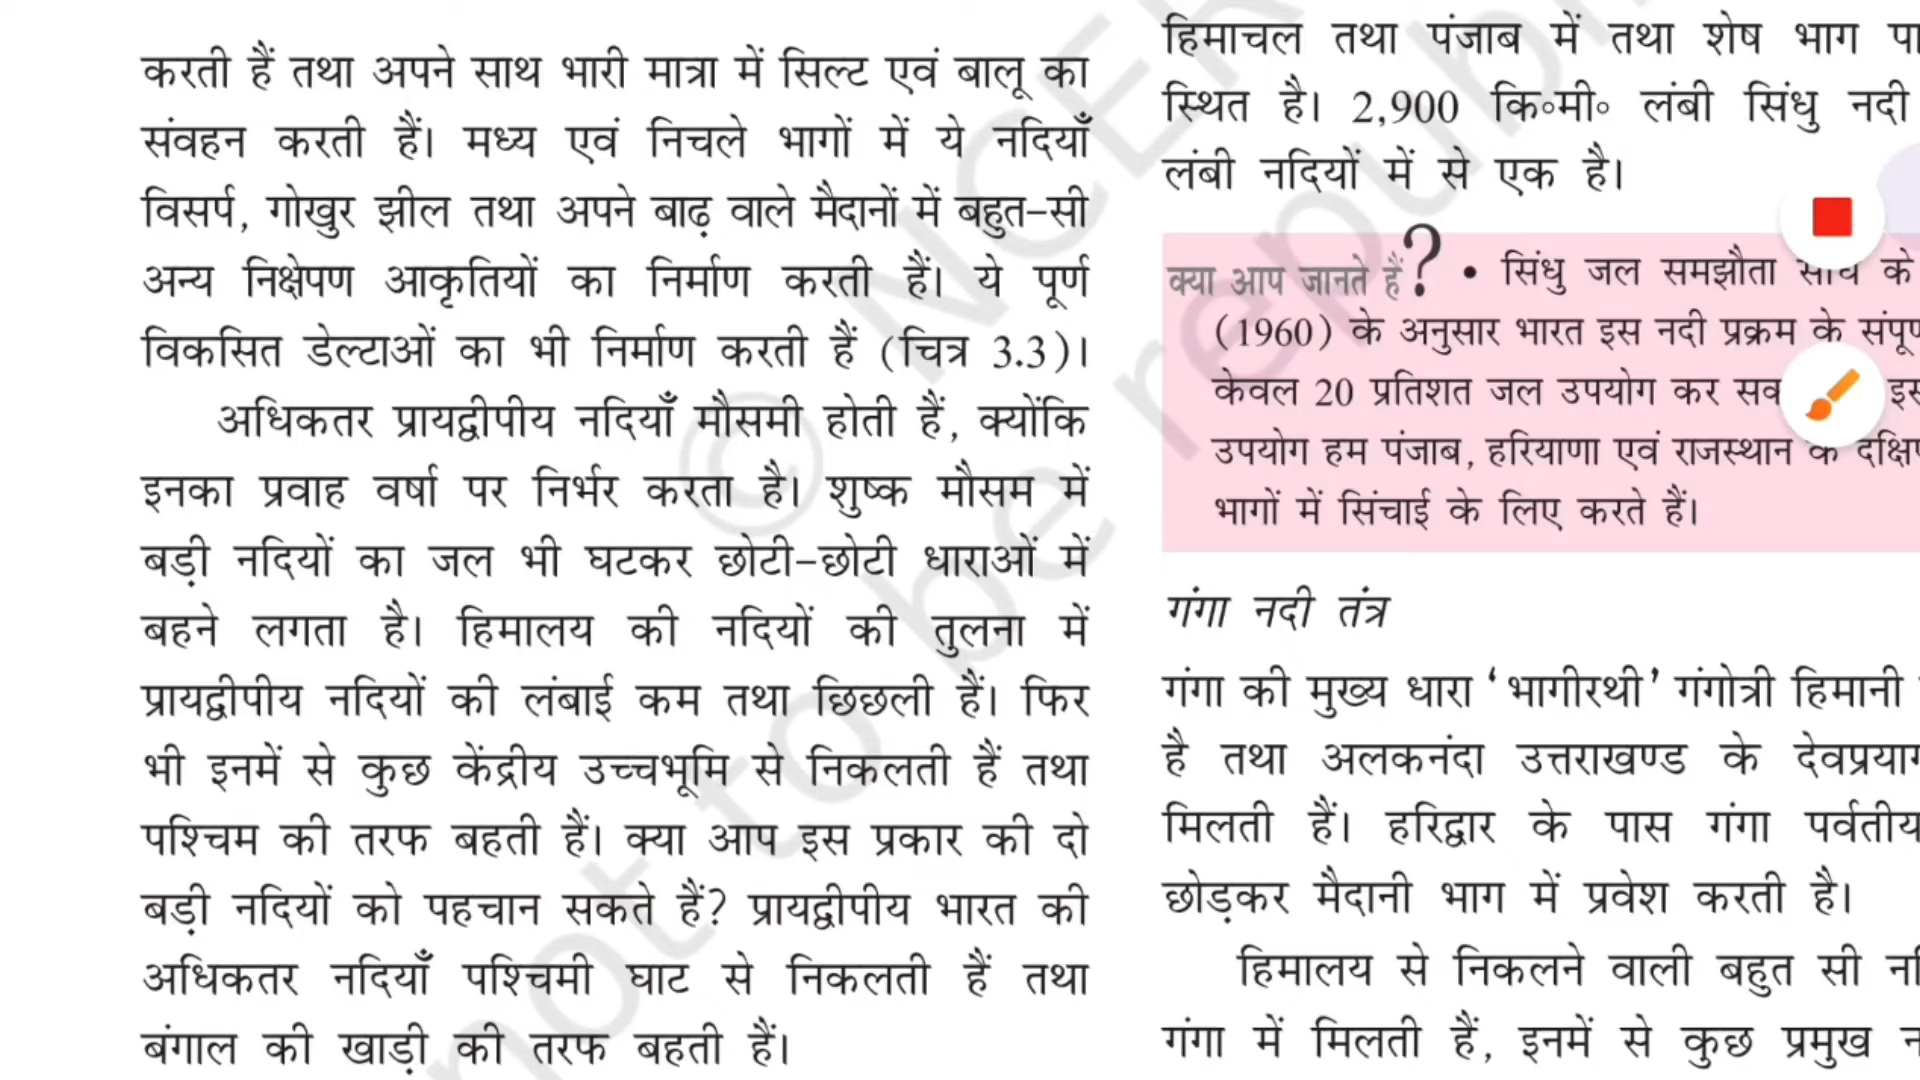 करती हैं तथा अपने साथ भारी मात्रा में सिल्ट एवं बालू का
संवहन करती हैं। मध्य एवं निचले भागों में ये नदियाँ
विसर्प, गोखुर झील तथा अपने बाढ़ वाले मैदानों में बहुत-सी
अन्य निक्षेपण आकृतियों का निर्माण करती हैं। ये पूर्ण
विकसित डेल्टाओं का भी निर्माण करती हैं (चित्र 3.3)।
अधिकतर प्रायद्वीपीय नदियाँ मौसमी होती हैं, क्योंकि
इनका प्रवाह वर्षा पर निर्भर करता है। शुष्क मौसम में
बड़ी नदियों का जल भी घटकर छोटी-छोटी धाराओं में
बहने लगता है। हिमालय की नदियों की तुलना में
प्रायद्वीपीय नदियों की लंबाई कम तथा छिछली हैं। फिर
भी इनमें से कुछ केंद्रीय उच्चभूमि से निकलती हैं तथा
पश्चिम की तरफ बहती हैं। क्या आप इस प्रकार की दो
बड़ी नदियों को पहचान सकते हैं? प्रायद्वीपीय भारत की
अधिकतर नदियाँ पश्चिमी घाट से निकलती हैं तथा
बंगाल की खाड़ी की तरफ बहती हैं।
हिमाचल तथा पंजाब में तथा शेष भाग
स्थित है। 2,900 कि॰मी॰ लंबी सिंधु नदी
लंबी नदियों में से एक है।
क्या आप जानते हैं? • सिंधु जल समझौता के
(1960) के अनुसार भारत इस नदी प्रक्रम के
केवल 20 प्रतिशत जल उपयोग कर
उपयोग हम पंजाब, हरियाणा एवं राजस्थान के
भागों में सिंचाई के लिए करते हैं।
गंगा नदी तंत्र
गंगा की मुख्य धारा 'भागीरथी' गंगोत्री हिमानी
है तथा अलकनंदा उत्तराखण्ड के
मिलती हैं। हरिद्वार के पास गंगा पर्वतीय
छोड़कर मैदानी भाग में प्रवेश करती है।
हिमालय से निकलने वाली बहुत सी
गंगा में मिलती हैं, इनमें से कुछ प्रमुख
© NCER
not to be republ